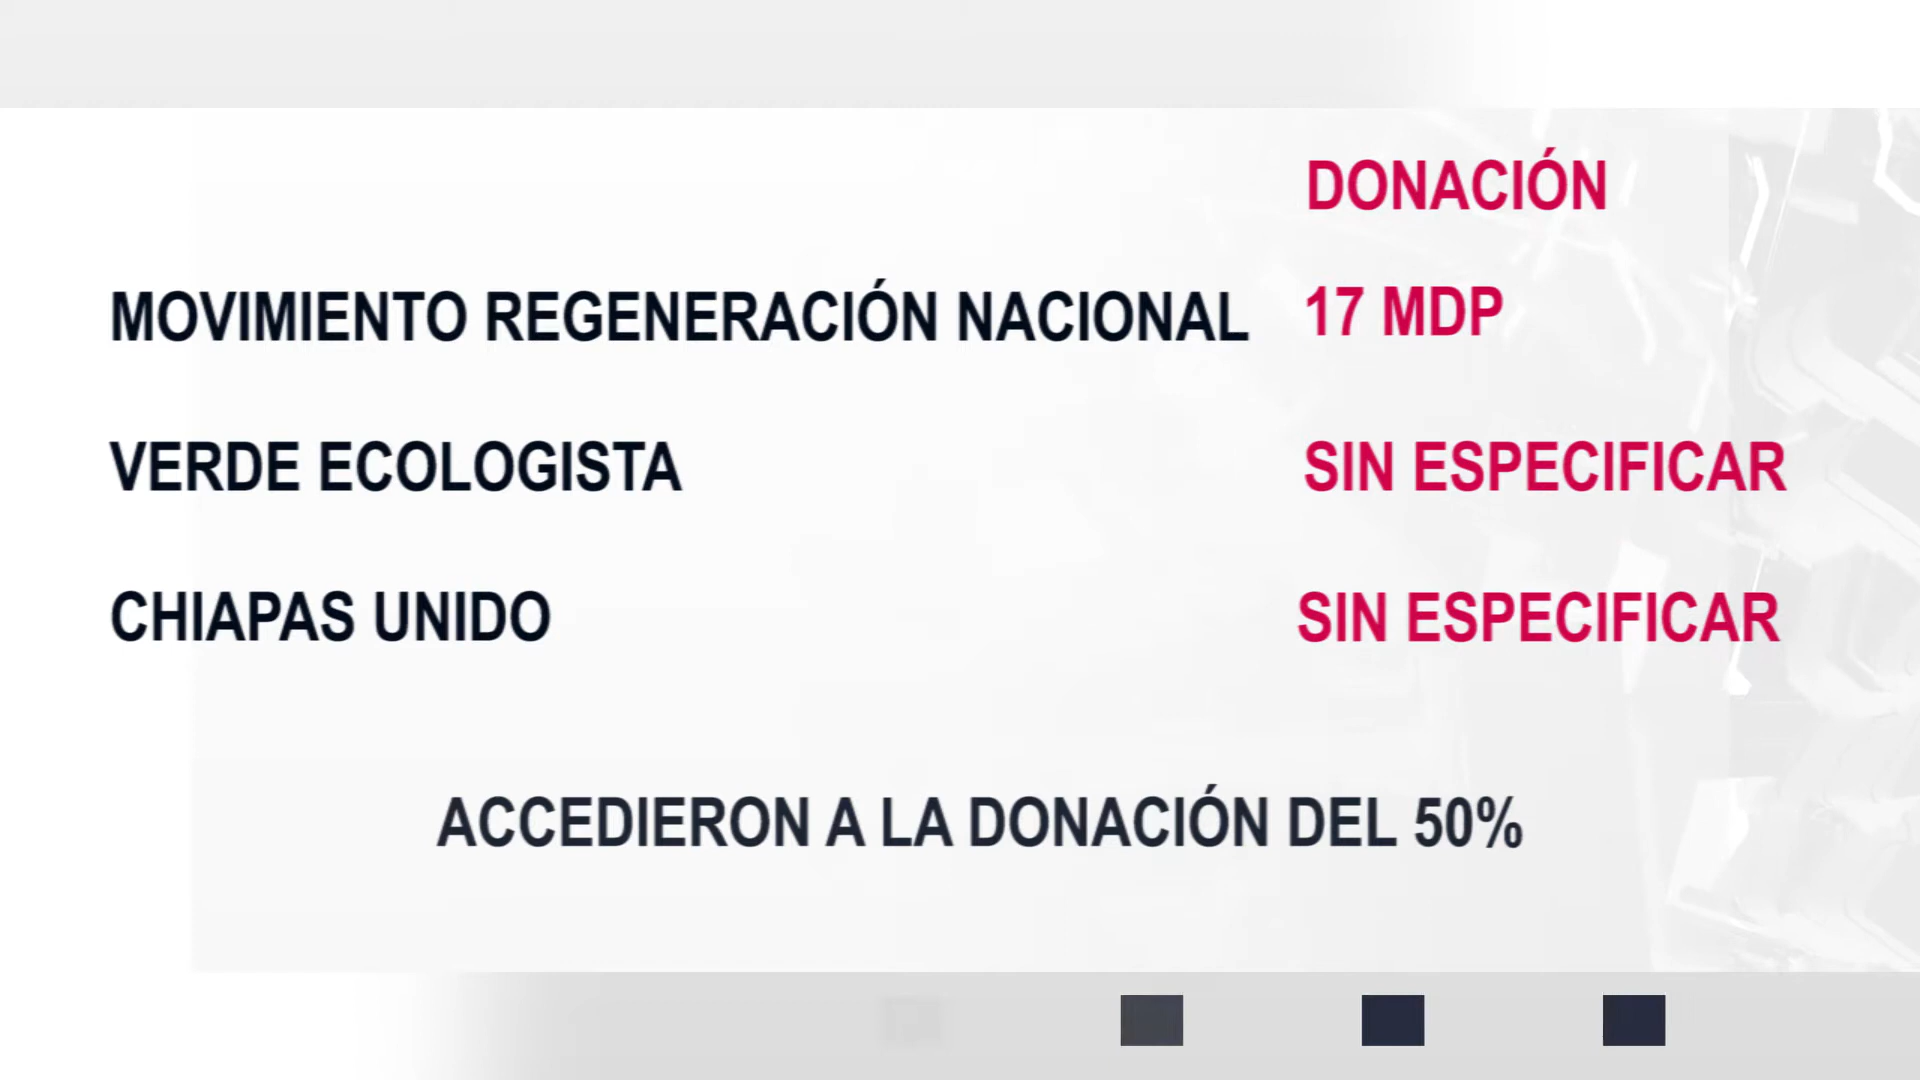 DONACIÓN
MOVIMIENTO REGENERACIÓN NACIONAL 17 MDP
VERDE ECOLOGISTA SIN ESPECIFICAR
CHIAPAS UNIDO SIN ESPECIFICAR
ACCEDIERON A LA DONACIÓN DEL 50%